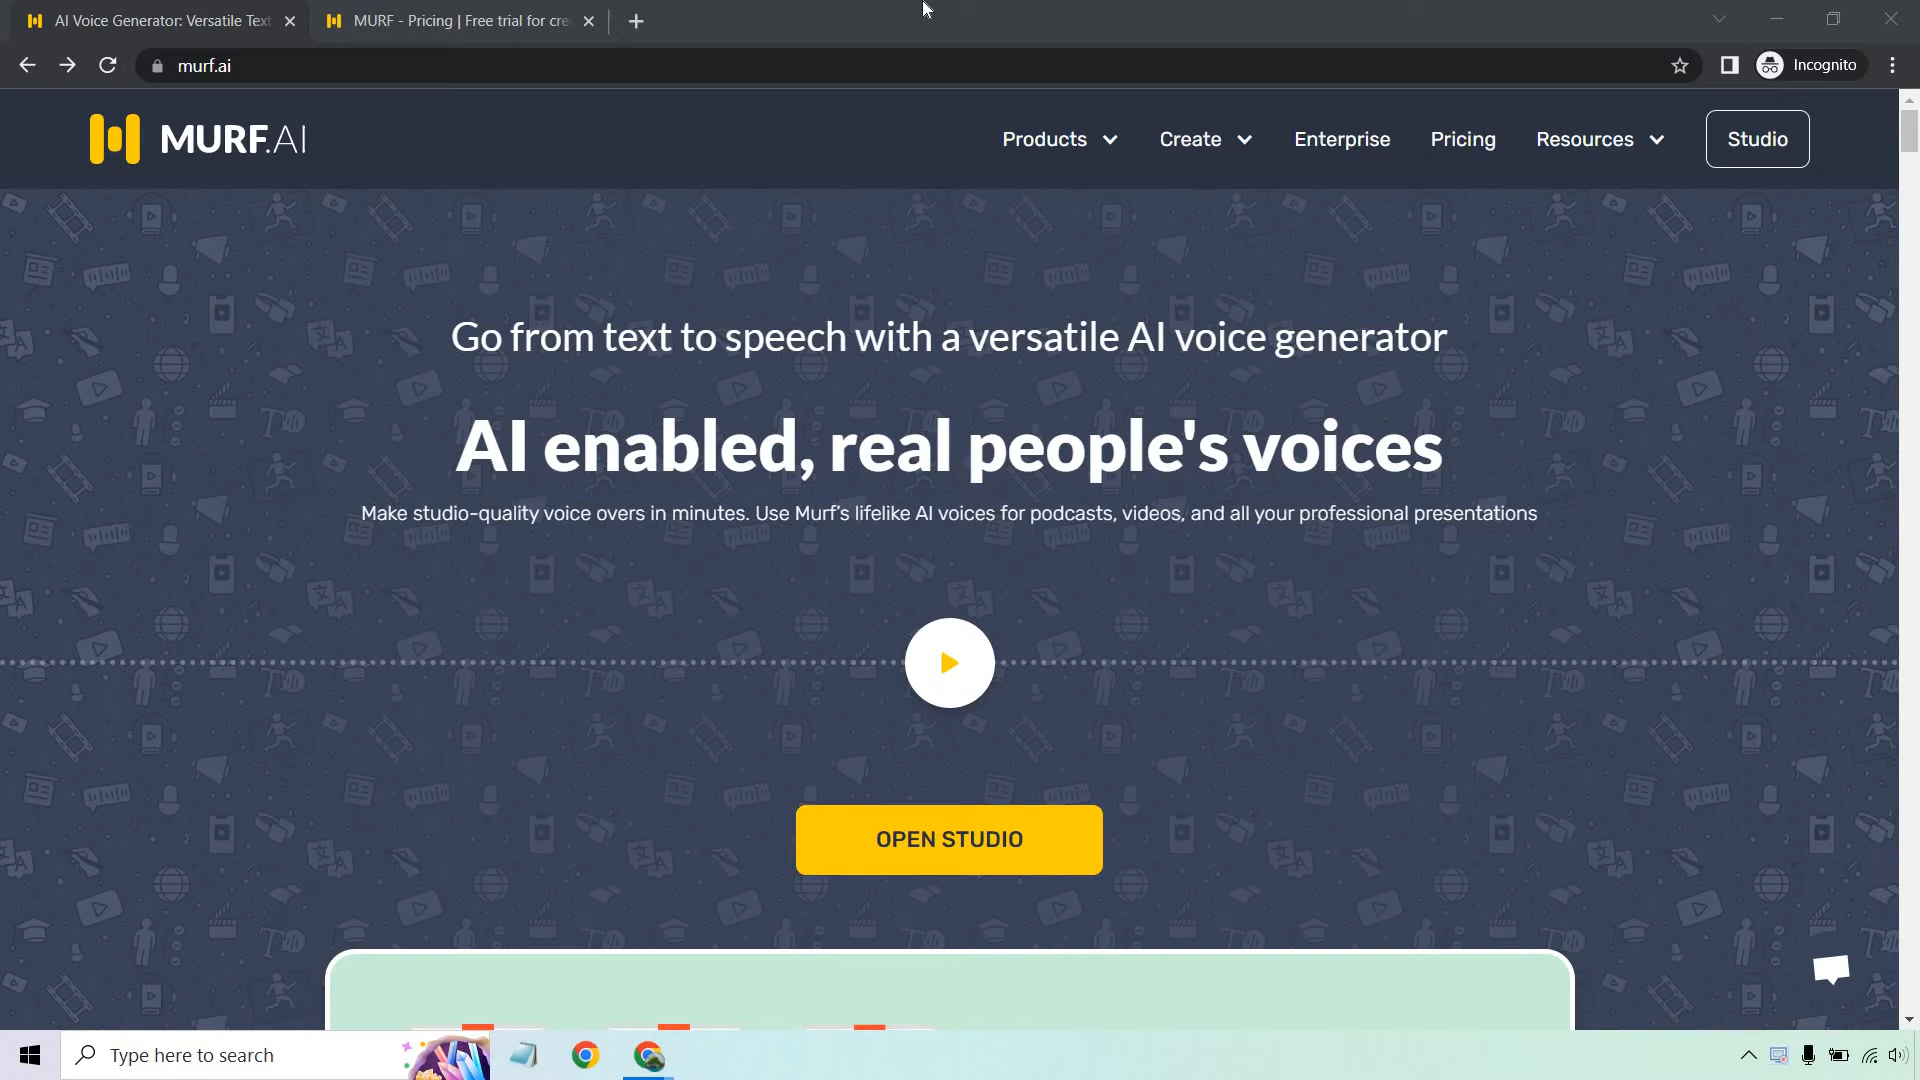 AI Voice Generator: Versatile Text
MURF - Pricing | Free trial for cre
murf.ai
Incognito
MURF.AI
Products
Create
Enterprise
Pricing
Resources
Studio
Go from text to speech with a versatile AI voice generator
AI enabled, real people's voices
Make studio-quality voice overs in minutes. Use Murf's lifelike AI voices for podcasts, videos, and all your professional presentations
OPEN STUDIO
Type here to search